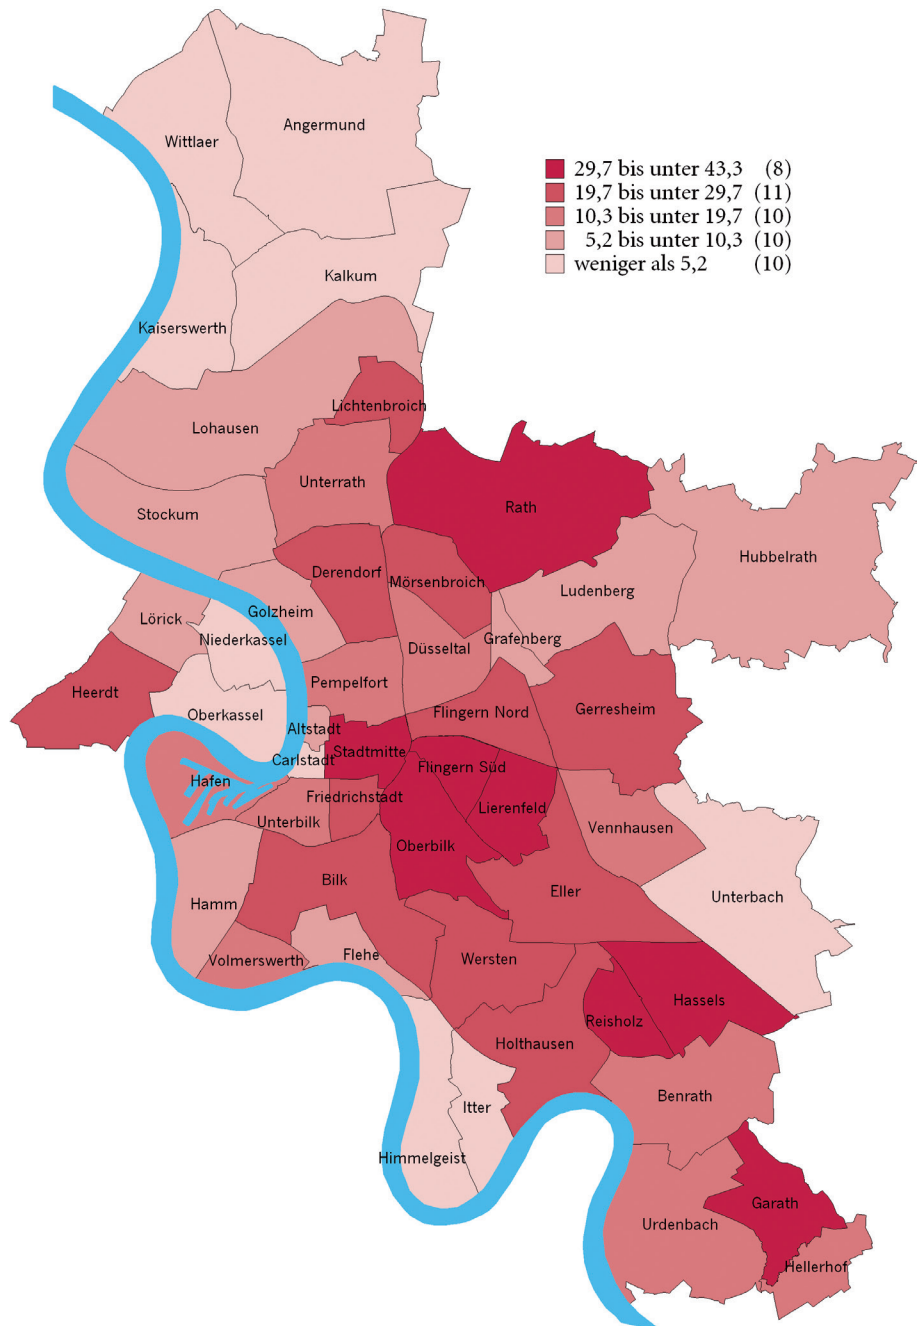 Angermund
Wittlaer
29,7 bis unter 43,3 (8)
19,7 bis unter 29,7 (11)
10,3 bis unter 19,7 (10)
5,2 bis unter 10,3 (10)
weniger als 5,2 (10)
Kalkum
Kaiserswerth
Lichtenbroich
Lohausen
Unterrath
Rath
Stockum
Hubbelrath
Derendorf
Mörsenbroich
Ludenberg
Golzheim
Lörick
Niederkassel
Grafenberg
Düsseltal
Pempelfort
Heerdt
Gerresheim
Flingern Nord
Oberkassel
Altstadt
Stadtmitte
Carlstadt
Flingern Süd
Hafen
Friedrichstadt
Lierenfeld
Unterbilk
Vennhausen
Oberbilk
Bilk
Eller
Unterbach
Hamm
Flehe
Volmerswerth
Wersten
Hassels
Reisholz
Holthausen
Benrath
Itter
Himmelgeist
Garath
Urdenbach
Hellerhof